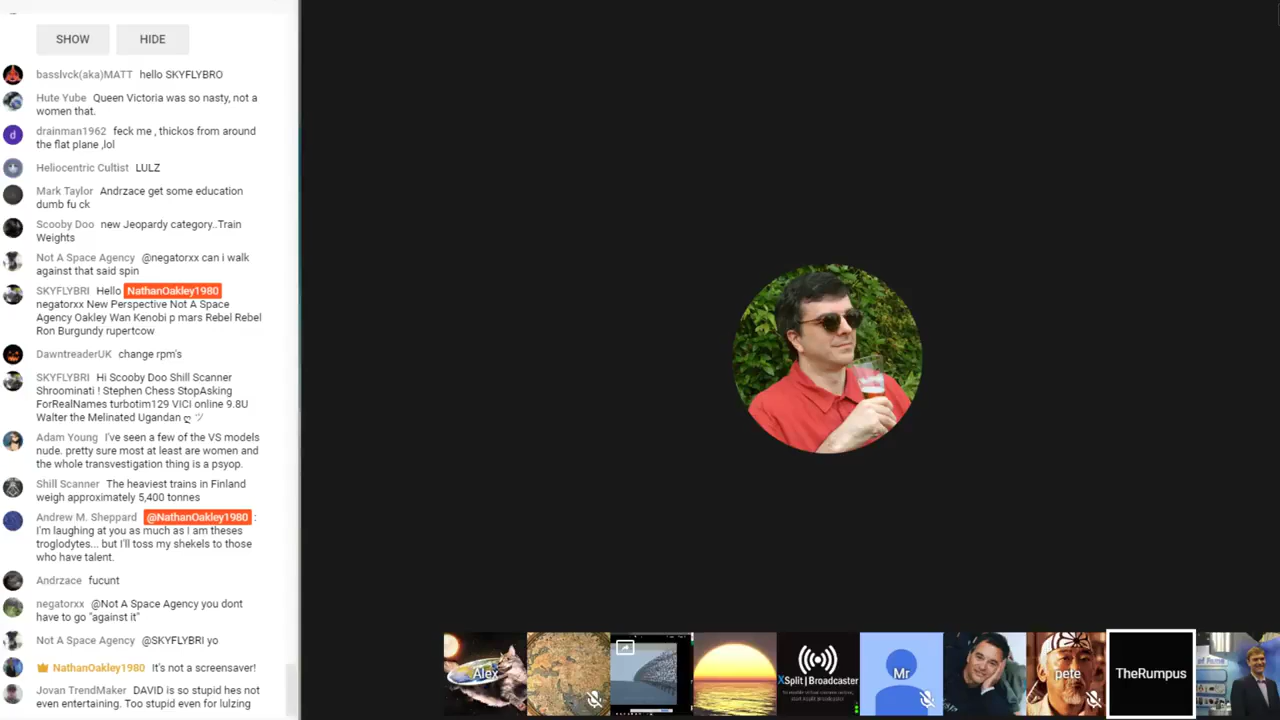 SHOW HIDE
basslvck(aka)MATT hello SKYFLYBRO
Hute Yube Queen Victoria was so nasty, not a
women that.
drainman1962 feck me , thickos from around
the flat plane ,lol
Heliocentric Cultist LULZ
Mark Taylor Andrzace get some education
dumb fu ck
Scooby Doo new Jeopardy category..Train
Weights
Not A Space Agency @negatorxx can i walk
against that said spin
SKYFLYBRI Hello NathanOakley1980
negatorxx New Perspective Not A Space
Agency Oakley Wan Kenobi p mars Rebel Rebel
Ron Burgundy rupertcow
DawntreaderUK change rpm's
SKYFLYBRI Hi Scooby Doo Shill Scanner
Shroominati ! Stephen Chess StopAsking
ForRealNames turbotim129 VICI online 9.8U
Walter the Melinated Ugandan ღ ツ
Adam Young I've seen a few of the VS models
nude. pretty sure most at least are women and
the whole transvestigation thing is a psyop.
Shill Scanner The heaviest trains in Finland
weigh approximately 5,400 tonnes
Andrew M. Sheppard @NathanOakley1980 :
I'm laughing at you as much as I am theses
troglodytes... but I'll toss my shekels to those
who have talent.
Andrzace fucunt
negatorxx @Not A Space Agency you dont
have to go "against it"
Not A Space Agency @SKYFLYBRI yo
NathanOakley1980 It's not a screensaver!
Jovan TrendMaker DAVID is so stupid hes not
even entertaining. Too stupid even for lulzing
d
Alex
XSplit | Broadcaster
Mr
pete
TheRumpus